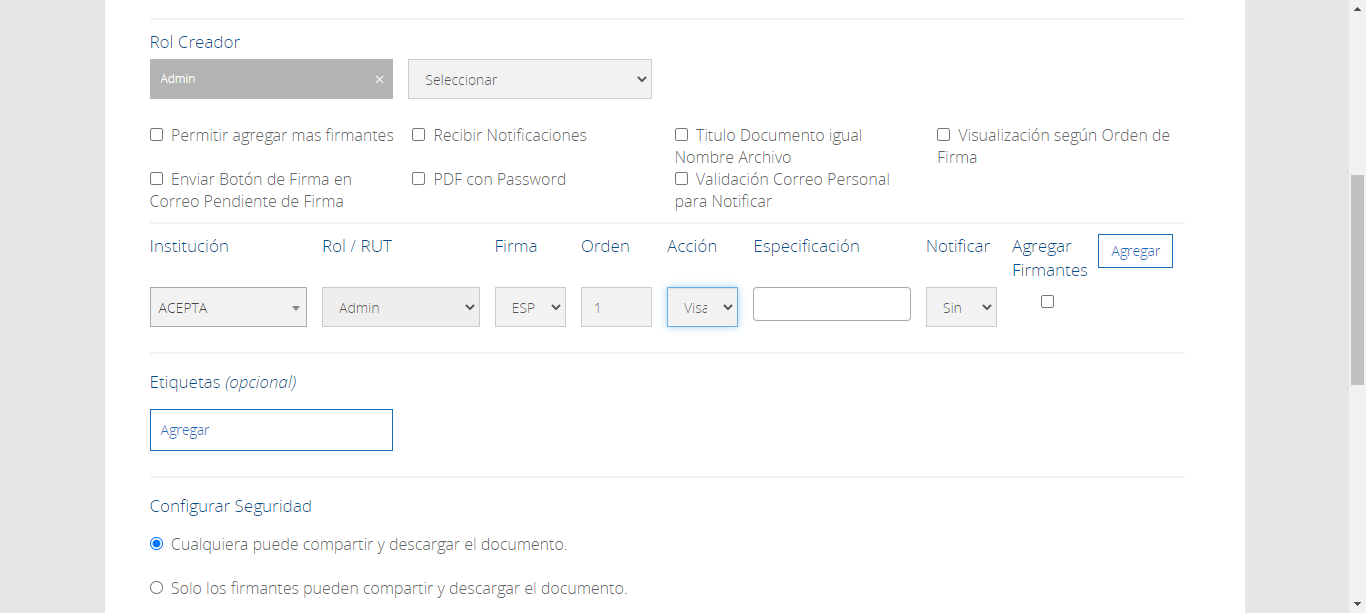 Rol Creador
Admin × Seleccionar
Permitir agregar mas firmantes Recibir Notificaciones Titulo Documento igual Visualización según Orden de
Nombre Archivo Firma
Enviar Botón de Firma en PDF con Password Validación Correo Personal
Correo Pendiente de Firma para Notificar
Institución Rol / RUT Firma Orden Acción Especificación Notificar Agregar Agregar
Firmantes
ACEPTA Admin ESP 1 Visa Sin
Etiquetas (opcional)
Agregar
Configurar Seguridad
Cualquiera puede compartir y descargar el documento.
Solo los firmantes pueden compartir y descargar el documento.